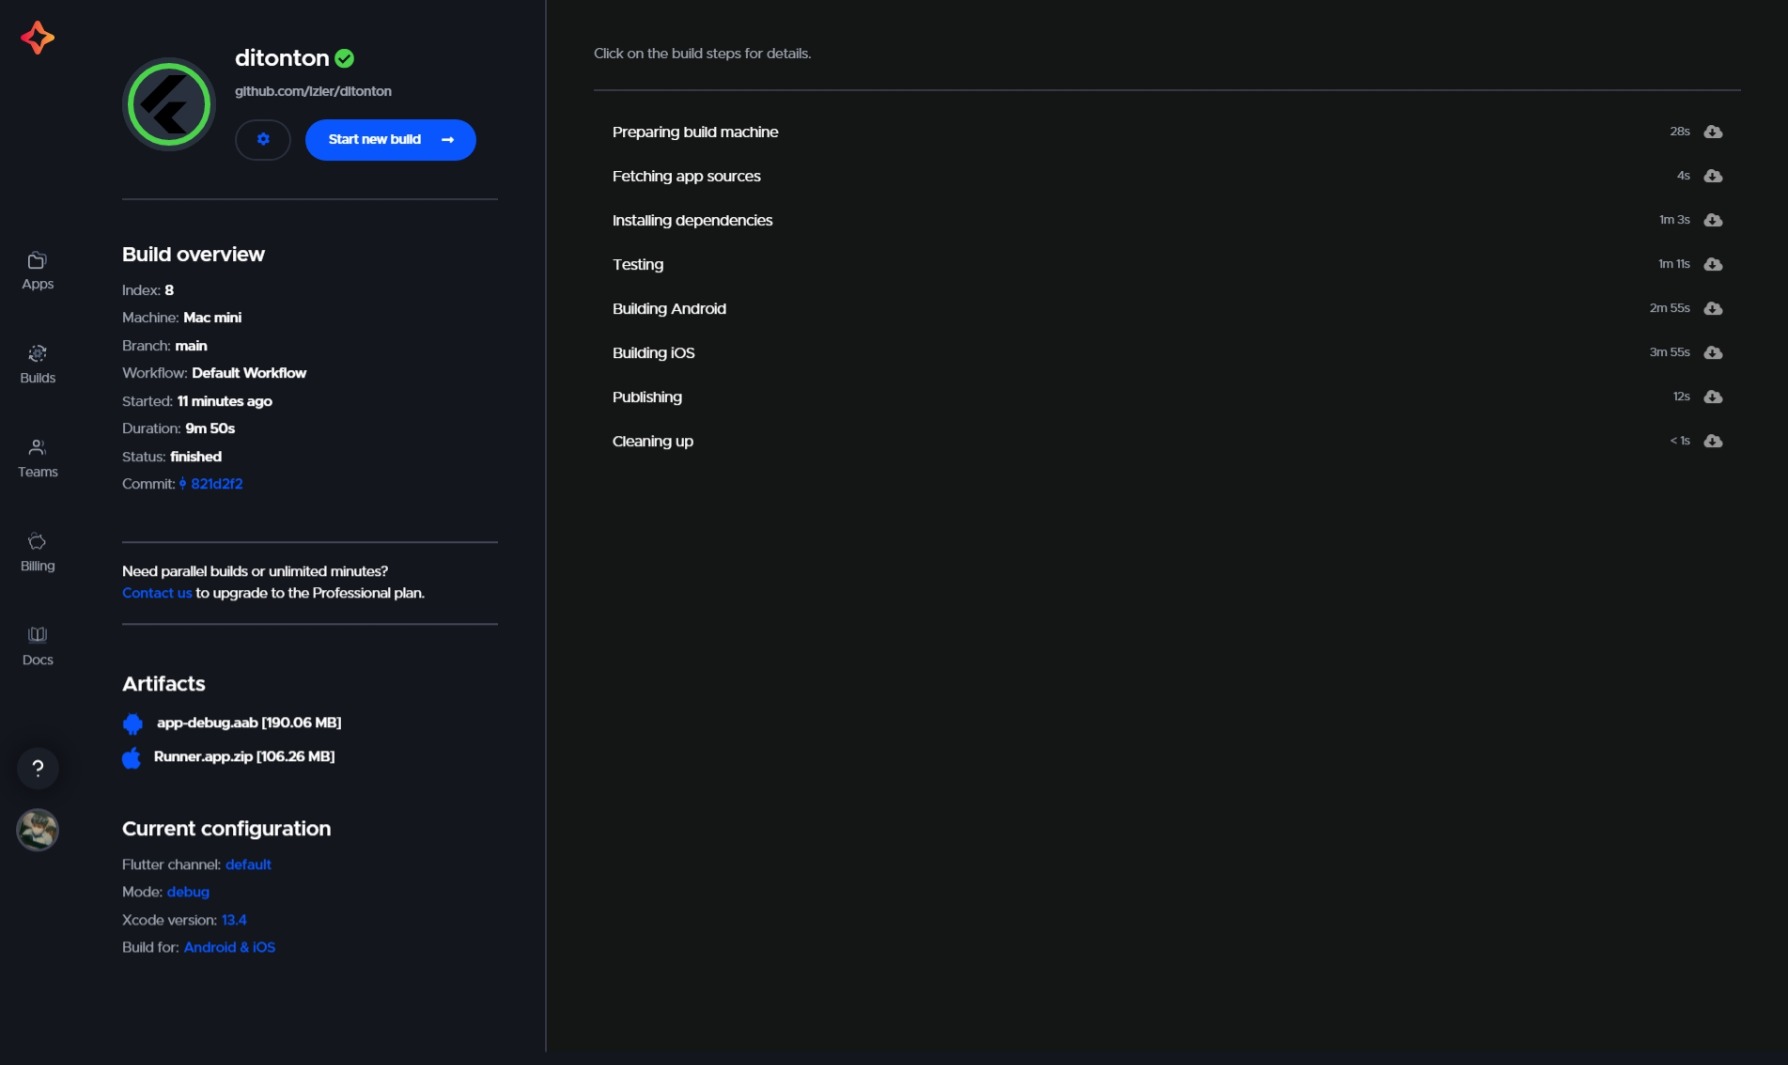 ditonton
github.com/Izler/ditonton
Start new build →
Apps
Builds
Teams
Billing
Docs
?
Build overview
Index: 8
Machine: Mac mini
Branch: main
Workflow: Default Workflow
Started: 11 minutes ago
Duration: 9m 50s
Status: finished
Commit: 821d2f2
Need parallel builds or unlimited minutes?
Contact us to upgrade to the Professional plan.
Artifacts
app-debug.aab [190.06 MB]
Runner.app.zip [106.26 MB]
Current configuration
Flutter channel: default
Mode: debug
Xcode version: 13.4
Build for: Android & iOS
Click on the build steps for details.
Preparing build machine 28s
Fetching app sources 4s
Installing dependencies 1m 3s
Testing 1m 11s
Building Android 2m 55s
Building iOS 3m 55s
Publishing 12s
Cleaning up < 1s